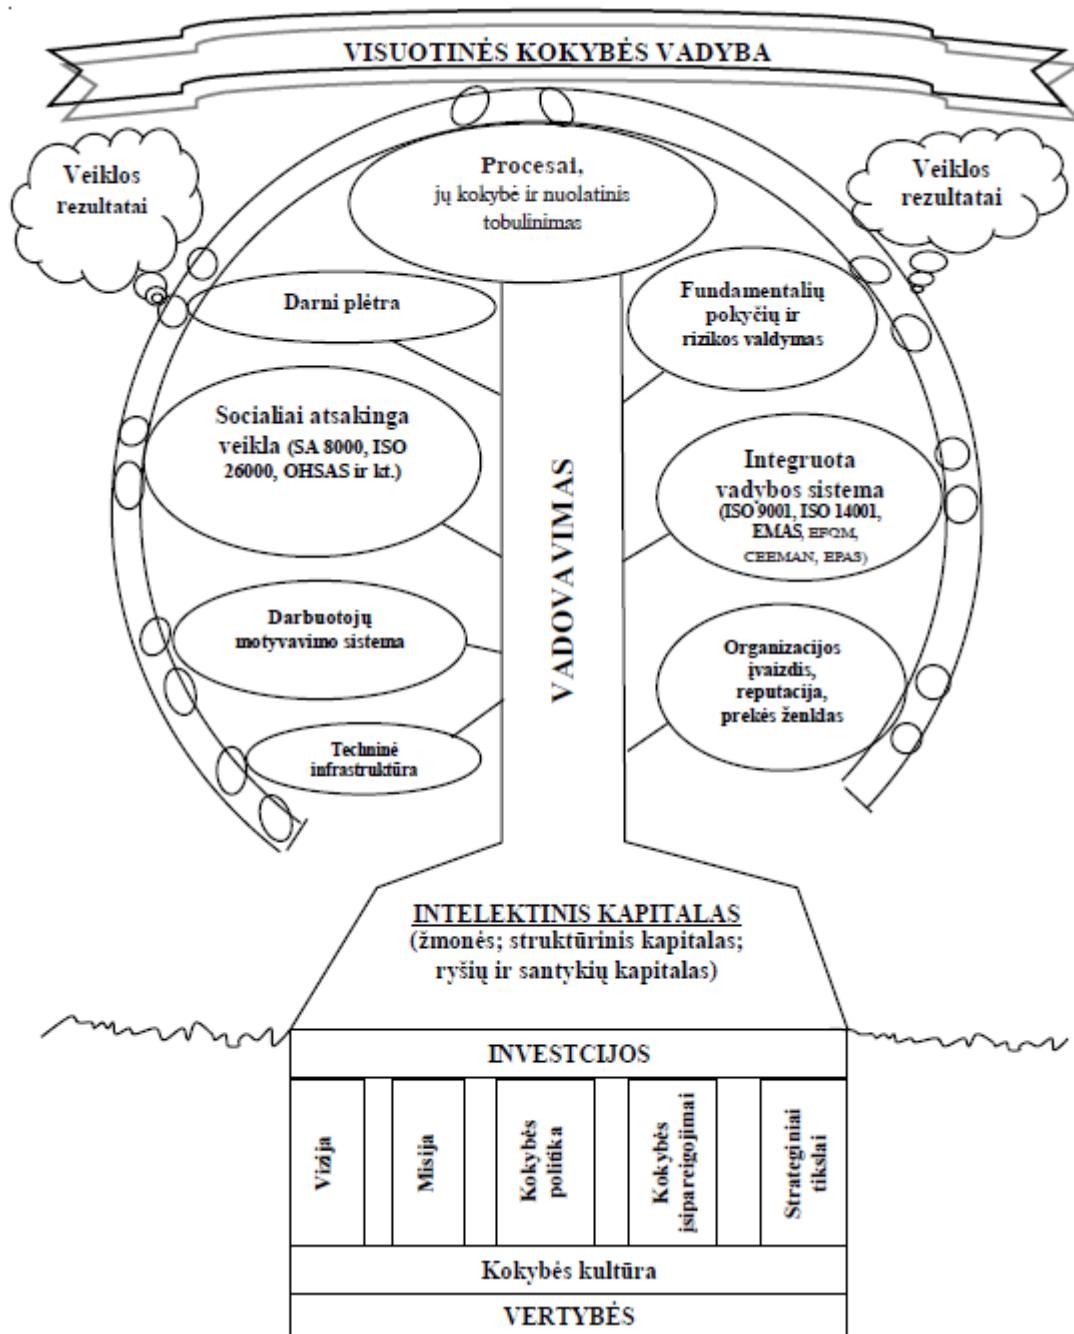 VISUOTINĖS KOKYBĖS VADYBA
Veiklos
rezultatai
Procesai,
jų kokybė ir nuolatinis
tobulinimas
Veiklos
rezultatai
Darni plėtra
Fundamentalių
pokyčių ir
rizikos valdymas
Socialiai atsakinga
veikla (SA 8000, ISO
26000, OHSAS ir kt.)
Integruota
vadybos sistema
(ISO 9001, ISO 14001,
EMAS, EFQM,
CEEMAN, EPAS)
VADOVAVIMAS
Darbuotojų
motyvavimo sistema
Organizacijos
įvaizdis,
reputacija,
prekės ženklas
Techninė
infrastruktūra
INTELEKTINIS KAPITALAS
(žmonės; struktūrinis kapitalas;
ryšių ir santykių kapitalas)
INVESTCIJOS
Vizija
Misija
Kokybės
politika
Kokybės
įsipareigojimai
Strateginiai
tikslai
Kokybės kultūra
VERTYBĖS